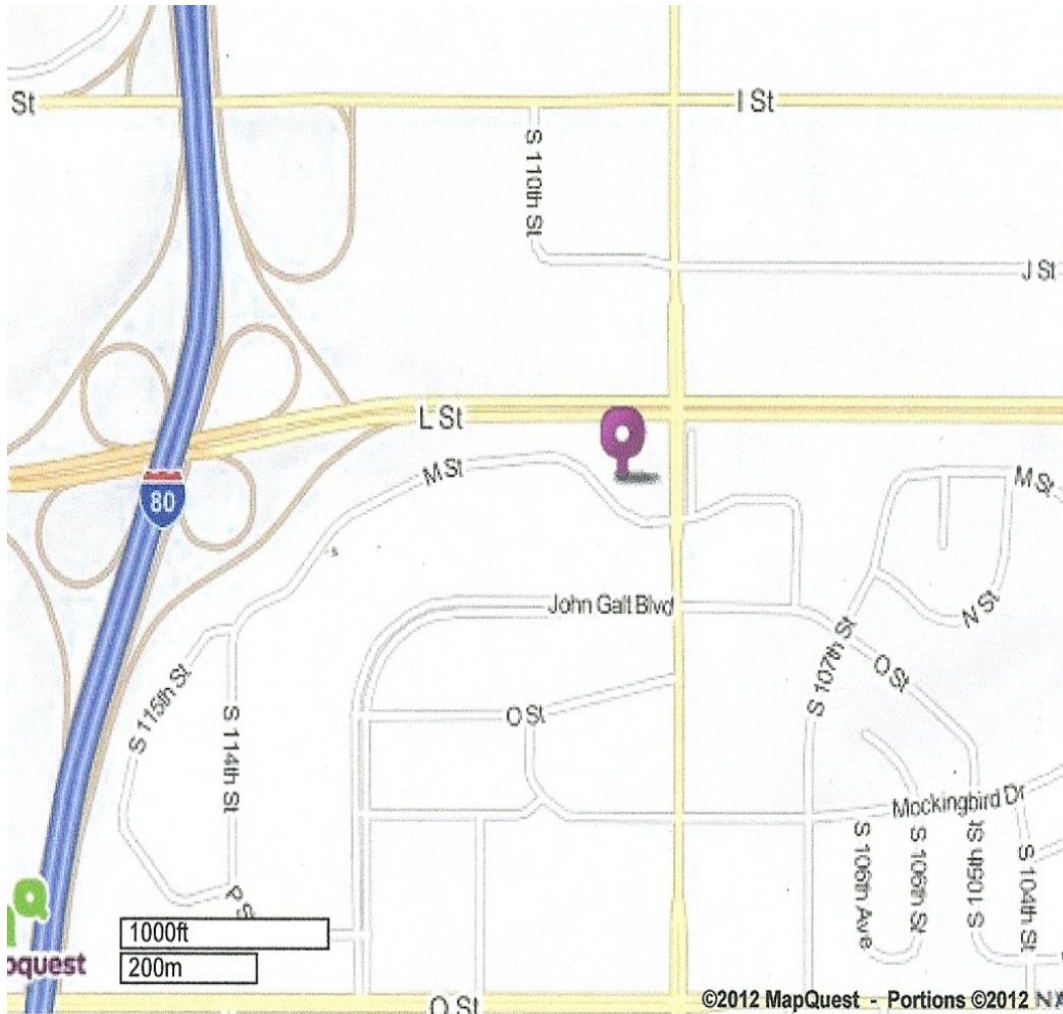 St
I St
S 110th St
J St
L St
M St
80
M St
John Galt Blvd
N St
S 107th St
O St
S 115th St
S 114th St
O St
Mockingbird Dr
S 106th Ave
S 106th St
S 105th St
S 104th St
P S
1000ft
200m
pquest
Q St
©2012 MapQuest - Portions ©2012